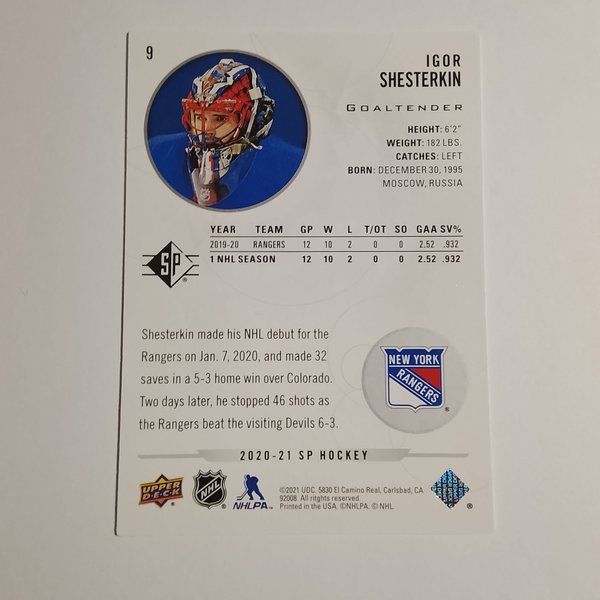 9
IGOR
SHESTERKIN
GOALTENDER
HEIGHT: 6'2"
WEIGHT: 182 LBS.
CATCHES: LEFT
BORN: DECEMBER 30, 1995
MOSCOW, RUSSIA
YEAR TEAM GP W L T/OT SO GAA SV%
2019-20 RANGERS 12 10 2 0 0 2.52 .932
1 NHL SEASON 12 10 2 0 0 2.52 .932
SP®
Shesterkin made his NHL debut for the
Rangers on Jan. 7, 2020, and made 32
saves in a 5-3 home win over Colorado.
Two days later, he stopped 46 shots as
the Rangers beat the visiting Devils 6-3.
NEW YORK
RANGERS
®
2020-21 SP HOCKEY
UPPER
DECK
NHL
®
NHLPA
©2021 UDC. 5830 El Camino Real, Carlsbad, CA
92008. All rights reserved.
Printed in the USA. ©NHLPA. © NHL
®